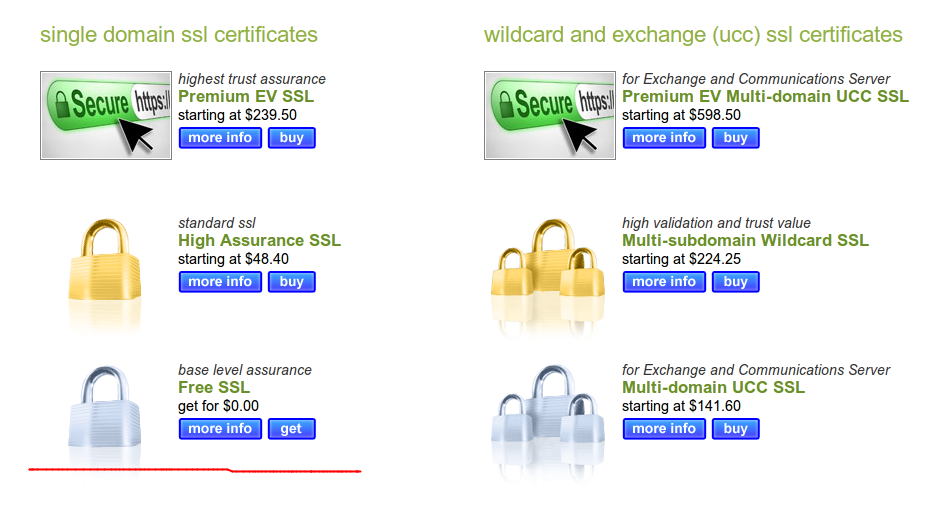 single domain ssl certificates
Secure https:/
highest trust assurance
Premium EV SSL
starting at $239.50
more info buy
standard ssl
High Assurance SSL
starting at $48.40
more info buy
base level assurance
Free SSL
get for $0.00
more info get
wildcard and exchange (ucc) ssl certificates
Secure https:/
for Exchange and Communications Server
Premium EV Multi-domain UCC SSL
starting at $598.50
more info buy
high validation and trust value
Multi-subdomain Wildcard SSL
starting at $224.25
more info buy
for Exchange and Communications Server
Multi-domain UCC SSL
starting at $141.60
more info buy